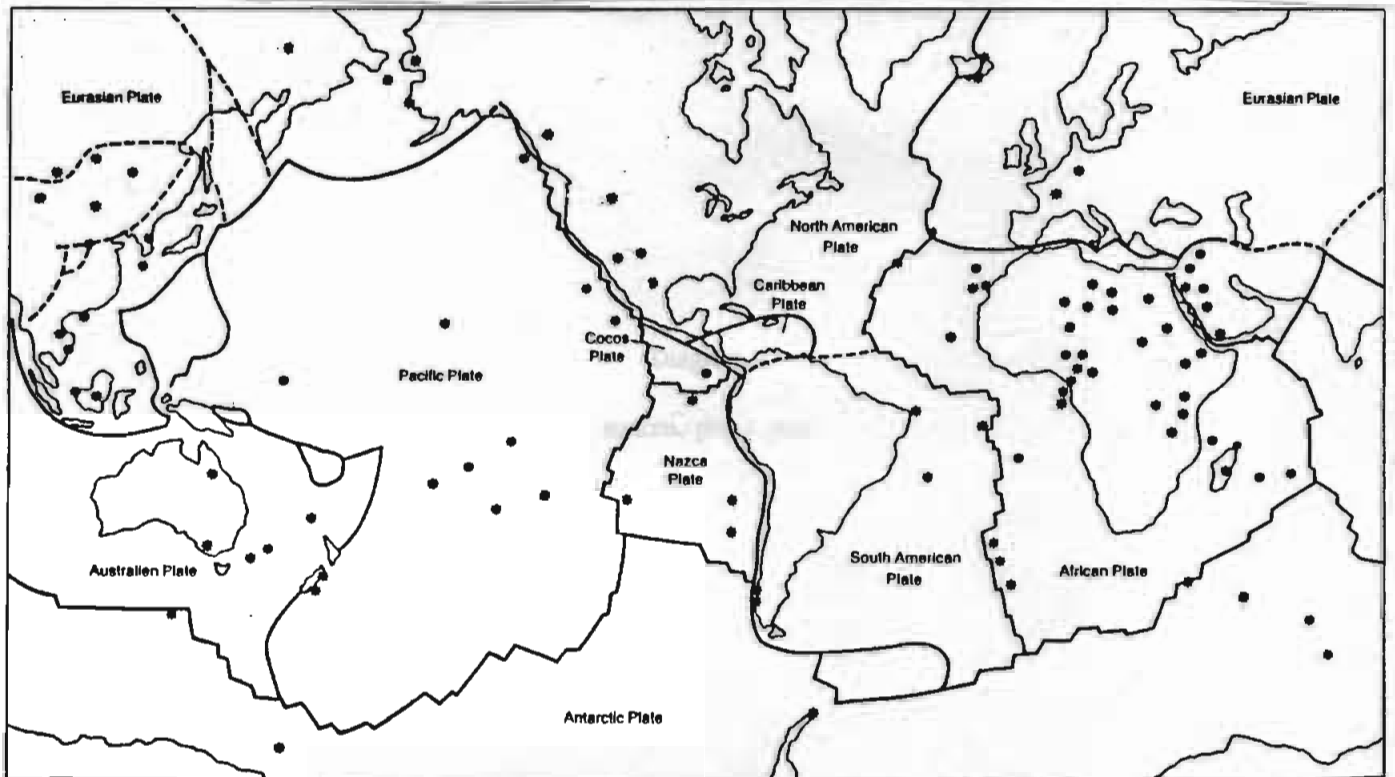 Eurasian Plate
Eurasian Plate
North American
Plate
Caribbean
Plate
Cocos
Plate
Pacific Plate
Nazca
Plate
South American
Plate
African Plate
Australien Plate
Antarctic Plate